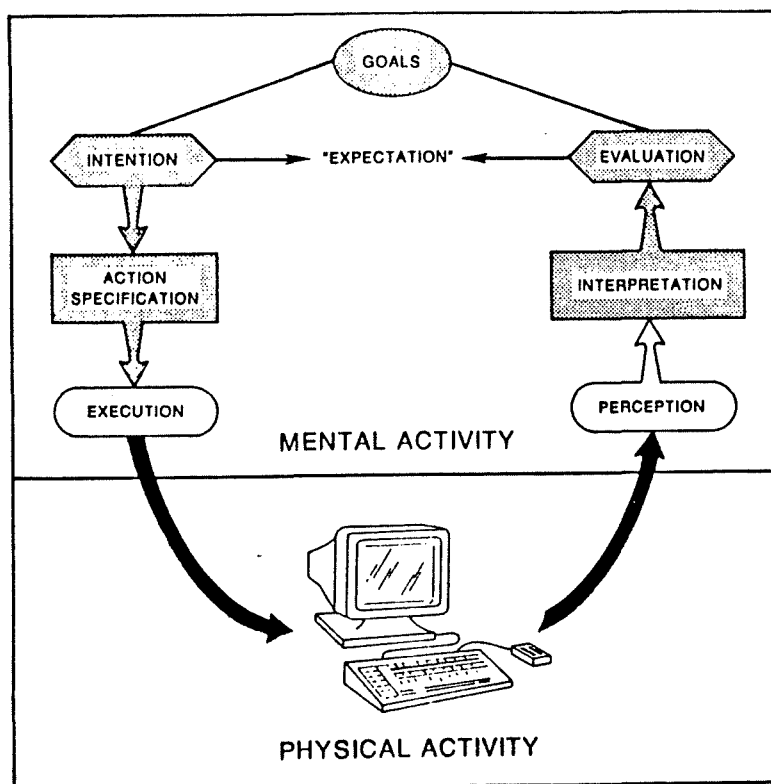 GOALS
INTENTION
"EXPECTATION"
EVALUATION
ACTION
SPECIFICATION
INTERPRETATION
EXECUTION
PERCEPTION
MENTAL ACTIVITY
PHYSICAL ACTIVITY